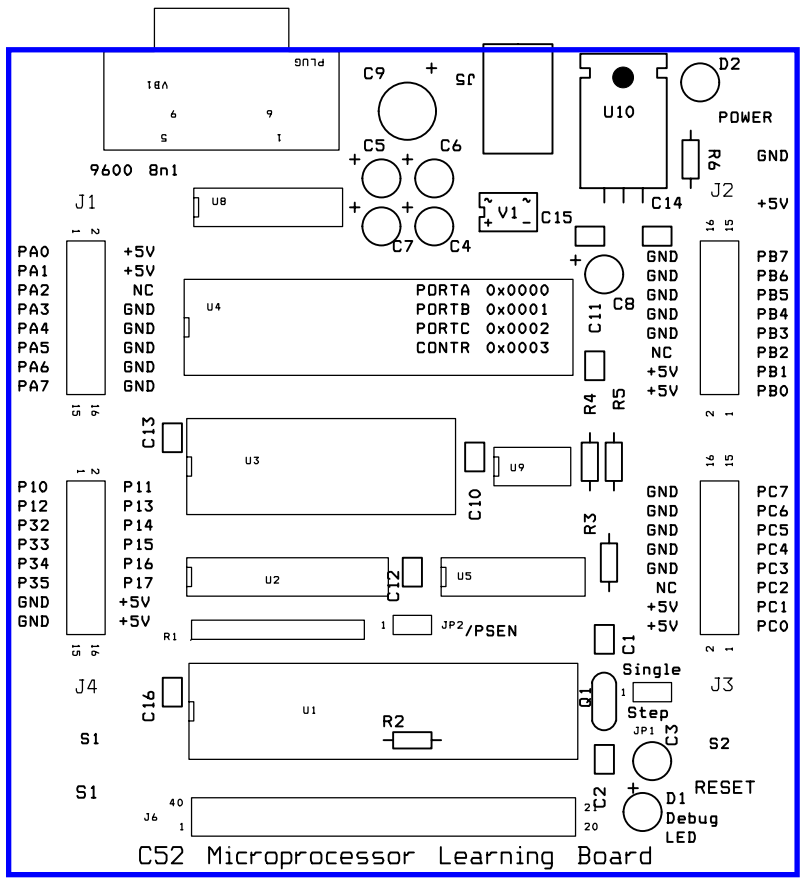 PLUG
VB1
9 6
5 1
9600 8n1
C9 +
J5
U10
D2
POWER
R6
GND
+5V
C5 C6
+ +
+ +
C7 C4
U8
V1
~ ~
+ -
C15 C14
J1
1 2
PA0 +5V
PA1 +5V
PA2 NC
PA3 GND
PA4 GND
PA5 GND
PA6 GND
PA7 GND
15 16
J2
16 15
GND PB7
GND PB6
GND PB5
GND PB4
GND PB3
NC PB2
+5V PB1
+5V PB0
2 1
U4
PORTA 0x0000
PORTB 0x0001
PORTC 0x0002
CONTR 0x0003
+
C8
C11
R4 R5
C13
U3
C10
U9
1 2
P10 P11
P12 P13
P32 P14
P33 P15
P34 P16
P35 P17
GND +5V
GND +5V
15 16
J4
16 15
GND PC7
GND PC6
GND PC5
GND PC4
GND PC3
NC PC2
+5V PC1
+5V PC0
2 1
J3
R3
U2
C12
U5
R1
1 JP2 /PSEN
C1
C16
U1
R2
Q1
Single
1
Step
JP1
C3
S1
S1
S2
RESET
C2
+
D1
Debug
LED
J6
40 21
1 20
C52 Microprocessor Learning Board